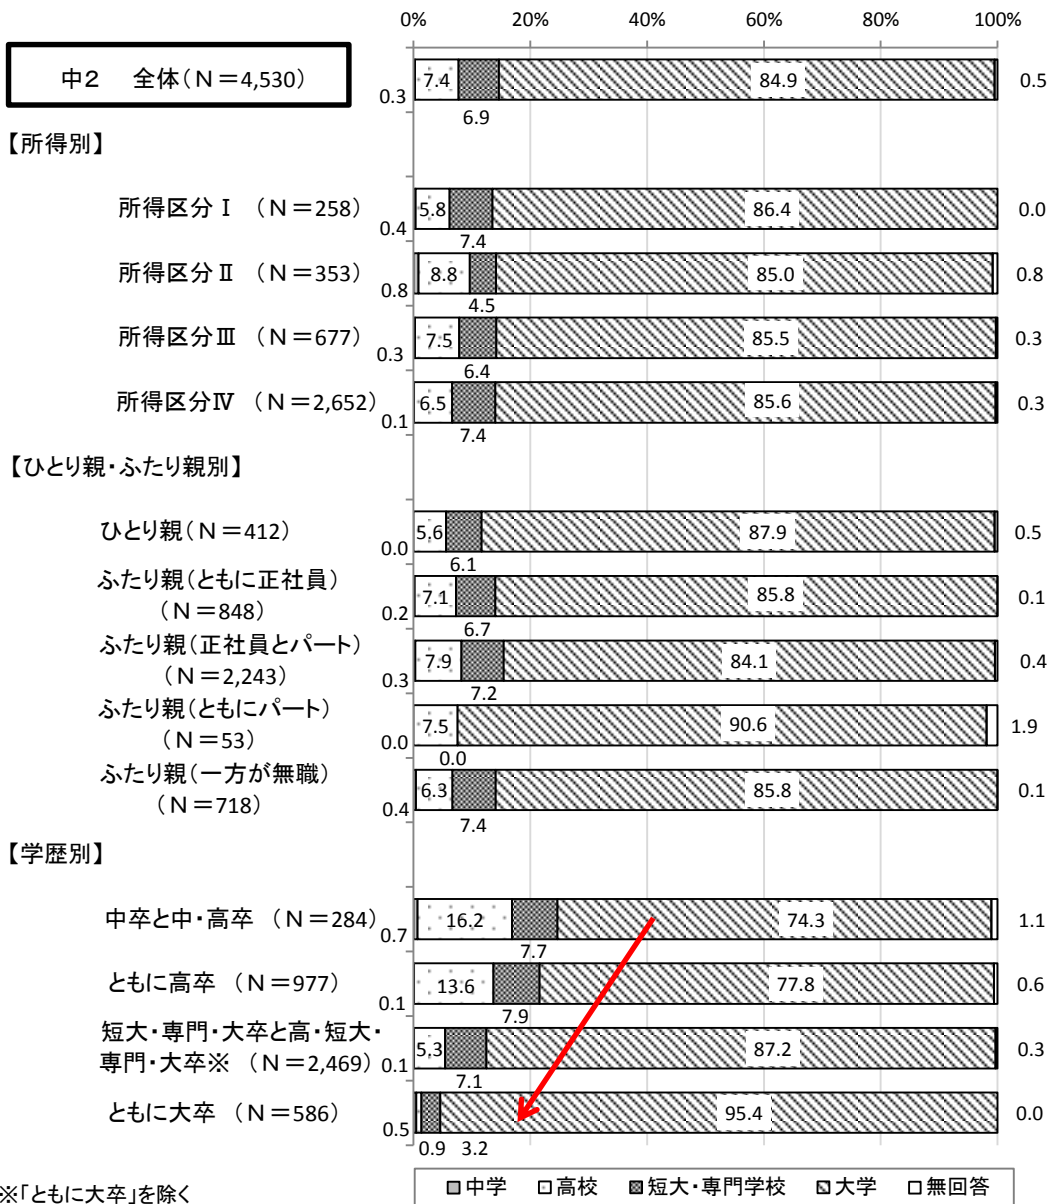 0% 20% 40% 60% 80% 100%
中2 全体(N=4,530)
0.3 7.4 6.9 84.9 0.5
【所得別】
所得区分Ⅰ (N=258)
0.4 5.8 7.4 86.4 0.0
所得区分Ⅱ (N=353)
0.8 8.8 4.5 85.0 0.8
所得区分Ⅲ (N=677)
0.3 7.5 6.4 85.5 0.3
所得区分Ⅳ (N=2,652)
0.1 6.5 7.4 85.6 0.3
【ひとり親・ふたり親別】
ひとり親(N=412)
0.0 5.6 6.1 87.9 0.5
ふたり親(ともに正社員)
(N=848)
0.2 7.1 6.7 85.8 0.1
ふたり親(正社員とパート)
(N=2,243)
0.3 7.9 7.2 84.1 0.4
ふたり親(ともにパート)
(N=53)
0.0 7.5 0.0 90.6 1.9
ふたり親(一方が無職)
(N=718)
0.4 6.3 7.4 85.8 0.1
【学歴別】
中卒と中・高卒 (N=284)
0.7 16.2 7.7 74.3 1.1
ともに高卒 (N=977)
0.1 13.6 7.9 77.8 0.6
短大・専門・大卒と高・短大・
専門・大卒※ (N=2,469)
0.1 5.3 7.1 87.2 0.3
ともに大卒 (N=586)
0.5 0.9 3.2 95.4 0.0
※「ともに大卒」を除く
中学 高校 短大・専門学校 大学 無回答